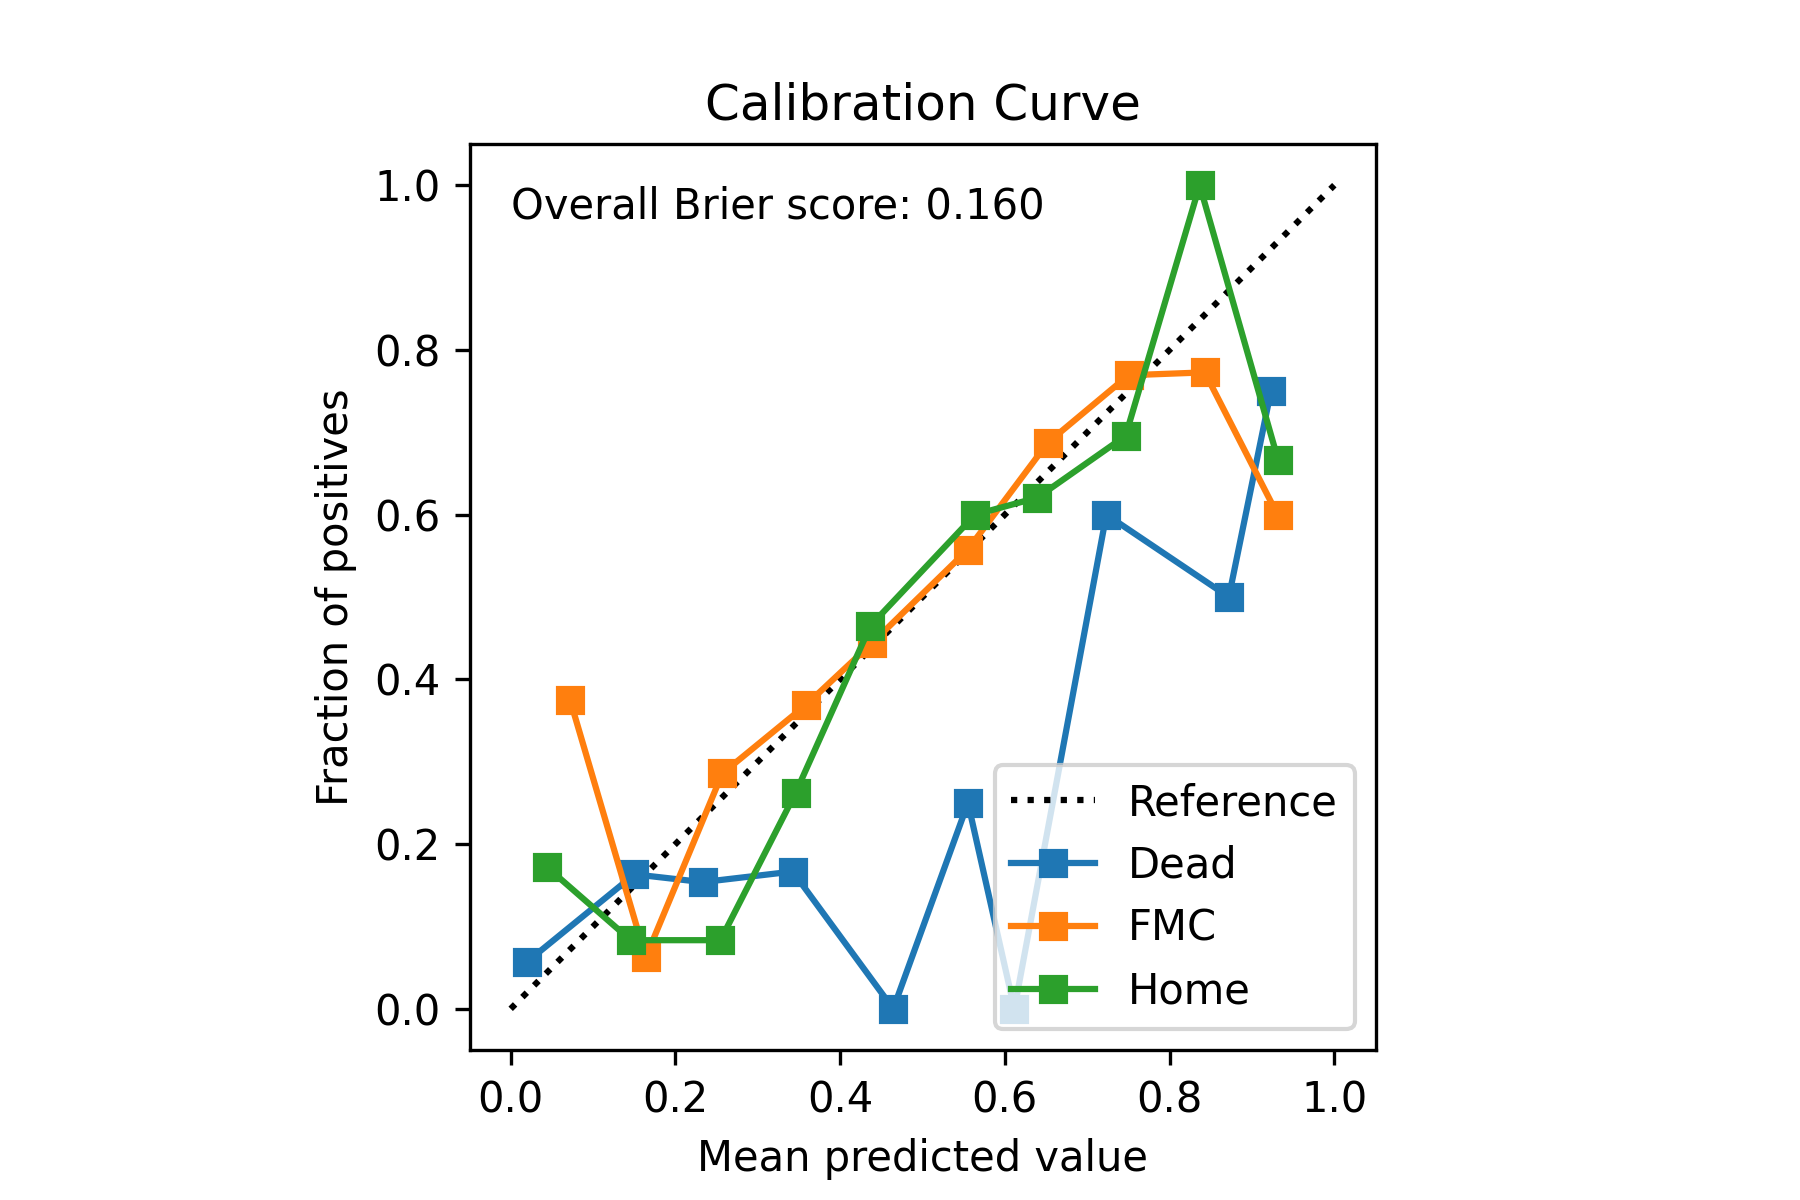 Calibration Curve
Overall Brier score: 0.160
1.0
0.8
0.6
0.4
0.2
0.0
Fraction of positives
Reference
Dead
FMC
Home
0.0 0.2 0.4 0.6 0.8 1.0
Mean predicted value